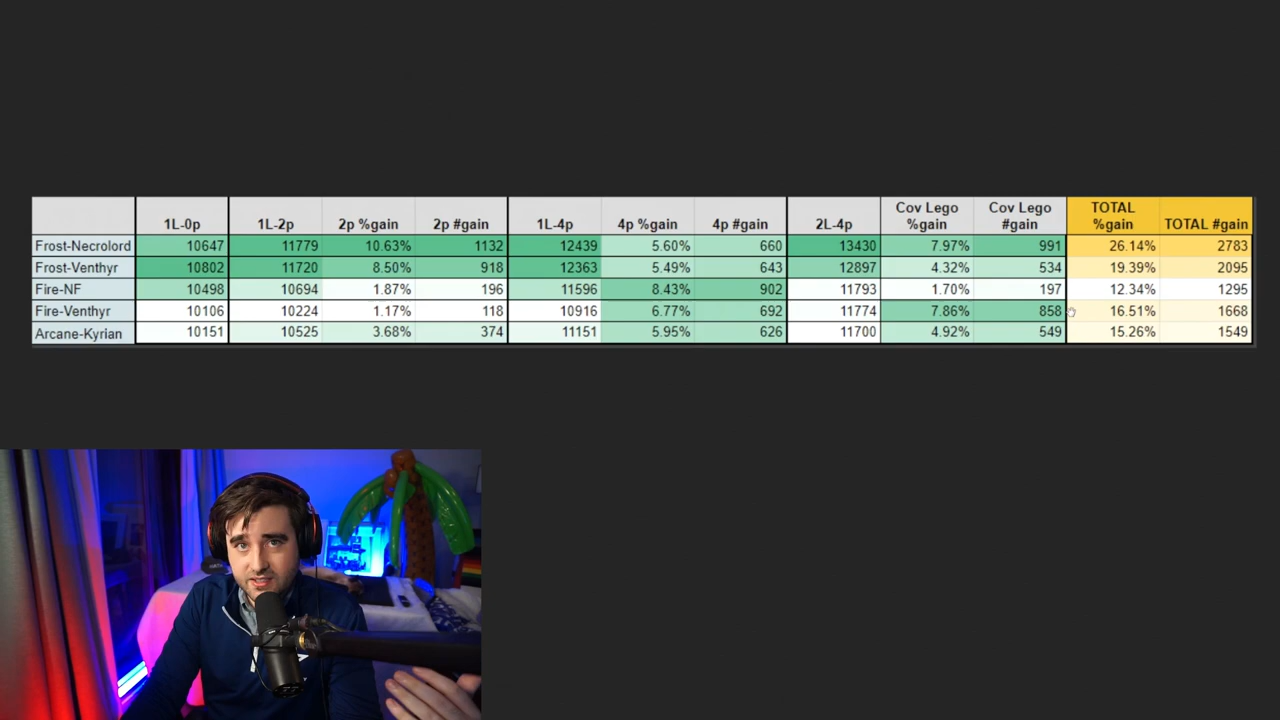 1L-0p 1L-2p 2p %gain 2p #gain 1L-4p 4p %gain 4p #gain 2L-4p Cov Lego %gain Cov Lego #gain TOTAL %gain TOTAL #gain
Frost-Necrolord 10647 11779 10.63% 1132 12439 5.60% 660 13430 7.97% 991 26.14% 2783
Frost-Venthyr 10802 11720 8.50% 918 12363 5.49% 643 12897 4.32% 534 19.39% 2095
Fire-NF 10498 10694 1.87% 196 11596 8.43% 902 11793 1.70% 197 12.34% 1295
Fire-Venthyr 10106 10224 1.17% 118 10916 6.77% 692 11774 7.86% 858 16.51% 1668
Arcane-Kyrian 10151 10525 3.68% 374 11151 5.95% 626 11700 4.92% 549 15.26% 1549